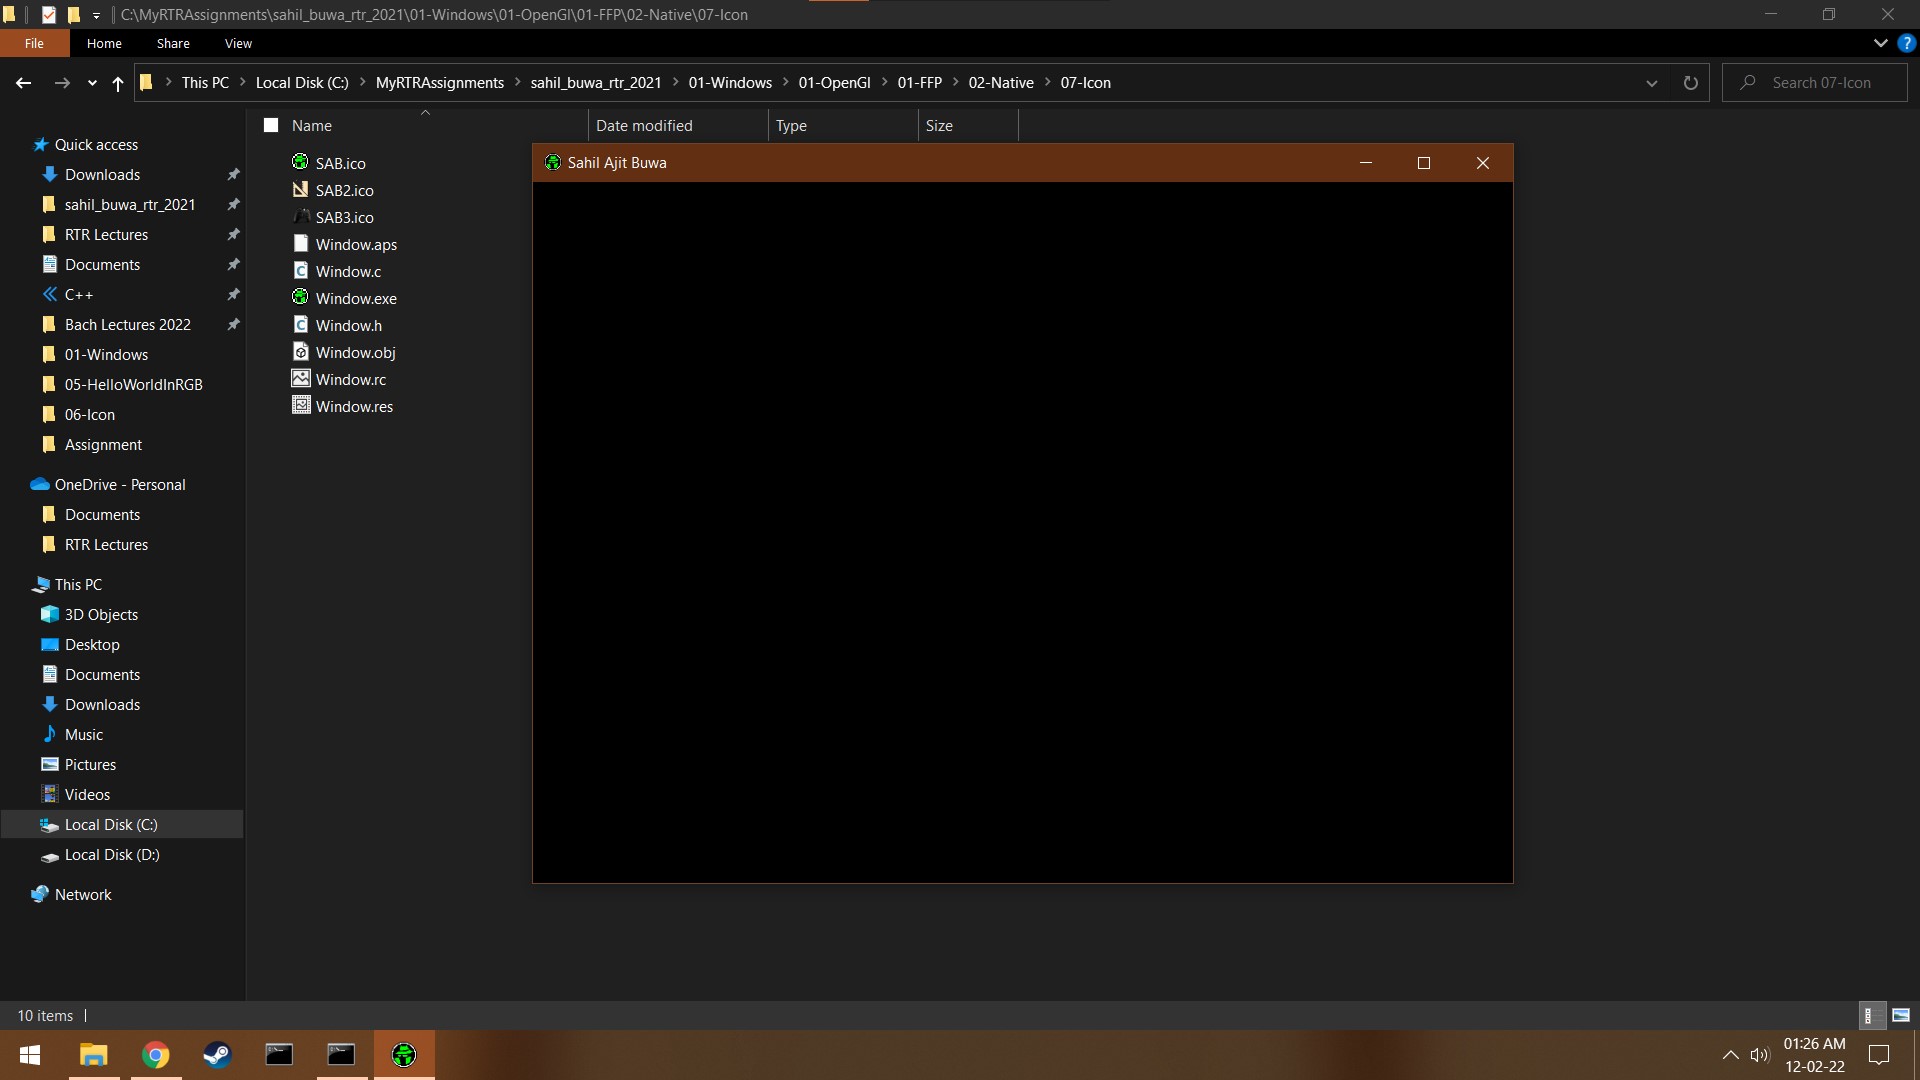 C:\MyRTRAssignments\sahil_buwa_rtr_2021\01-Windows\01-OpenGl\01-FFP\02-Native\07-Icon
File Home Share View
This PC Local Disk (C:) MyRTRAssignments sahil_buwa_rtr_2021 01-Windows 01-OpenGl 01-FFP 02-Native 07-Icon
Search 07-Icon
Quick access
Downloads
sahil_buwa_rtr_2021
RTR Lectures
Documents
C++
Bach Lectures 2022
01-Windows
05-HelloWorldInRGB
06-Icon
Assignment
OneDrive - Personal
Documents
RTR Lectures
This PC
3D Objects
Desktop
Documents
Downloads
Music
Pictures
Videos
Local Disk (C:)
Local Disk (D:)
Network
Name Date modified Type Size
SAB.ico
SAB2.ico
SAB3.ico
Window.aps
Window.c
Window.exe
Window.h
Window.obj
Window.rc
Window.res
Sahil Ajit Buwa
10 items
01:26 AM
12-02-22